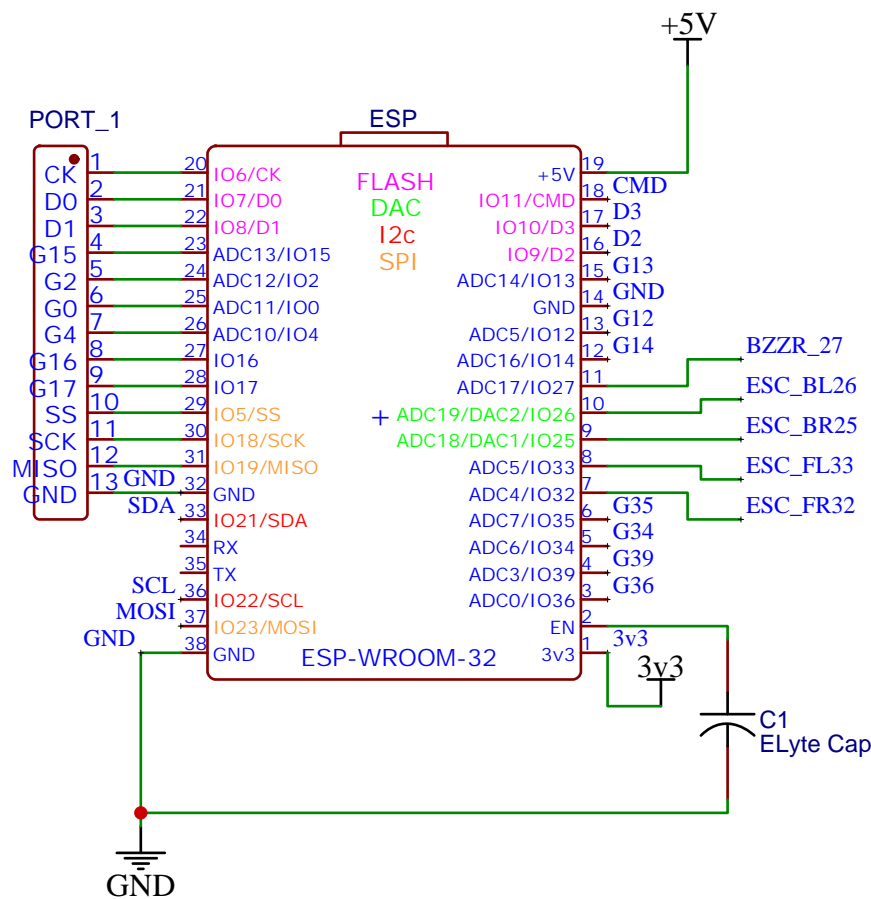 +5V
PORT_1
ESP
CK 1 20 IO6/CK
D0 2 21 IO7/D0
D1 3 22 IO8/D1
G15 4 23 ADC13/IO15
G2 5 24 ADC12/IO2
G0 6 25 ADC11/IO0
G4 7 26 ADC10/IO4
G16 8 27 IO16
G17 9 28 IO17
SS 10 29 IO5/SS
SCK 11 30 IO18/SCK
MISO 12 31 IO19/MISO
GND 13 GND 32 GND
SDA 33 IO21/SDA
34 RX
35 TX
SCL 36 IO22/SCL
MOSI 37 IO23/MOSI
GND 38 GND
FLASH
DAC
I2c
SPI
+
ESP-WROOM-32
+5V 19
IO11/CMD 18 CMD
IO10/D3 17 D3
IO9/D2 16 D2
ADC14/IO13 15 G13
GND 14 GND
ADC5/IO12 13 G12
ADC16/IO14 12 G14
ADC17/IO27 11 BZZR_27
ADC19/DAC2/IO26 10 ESC_BL26
ADC18/DAC1/IO25 9 ESC_BR25
ADC5/IO33 8 ESC_FL33
ADC4/IO32 7 ESC_FR32
ADC7/IO35 6 G35
ADC6/IO34 5 G34
ADC3/IO39 4 G39
ADC0/IO36 3 G36
EN 2
3v3 1 3v3
3v3
C1
ELyte Cap
GND